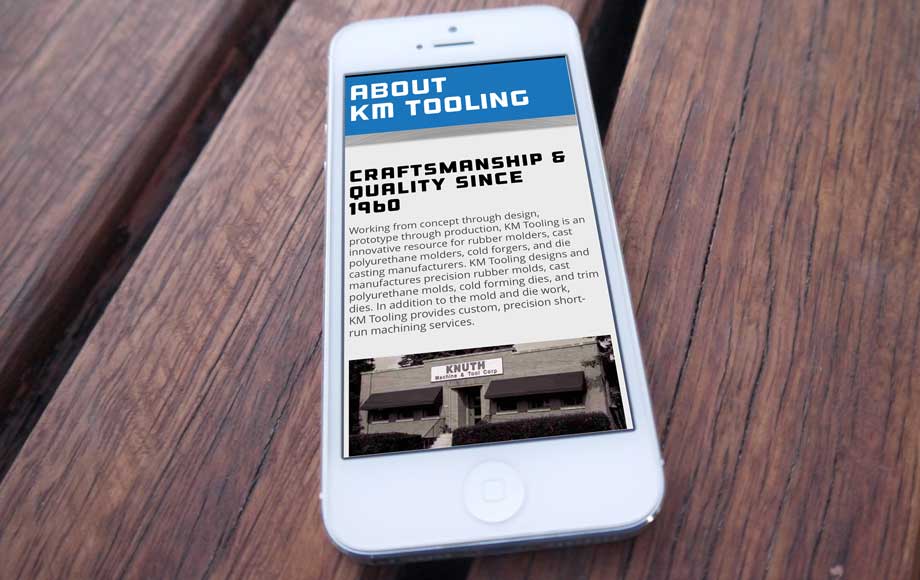 ABOUT
KM TOOLING
CRAFTSMANSHIP &
QUALITY SINCE
1960
Working from concept through design,
prototype through production, KM Tooling is an
innovative resource for rubber molders, cast
polyurethane molders, cold forgers, and die
casting manufacturers. KM Tooling designs and
manufactures precision rubber molds, cast
polyurethane molds, cold forming dies, and trim
dies. In addition to the mold and die work,
KM Tooling provides custom, precision short-
run machining services.
KNUTH
Machine & Tool Corp